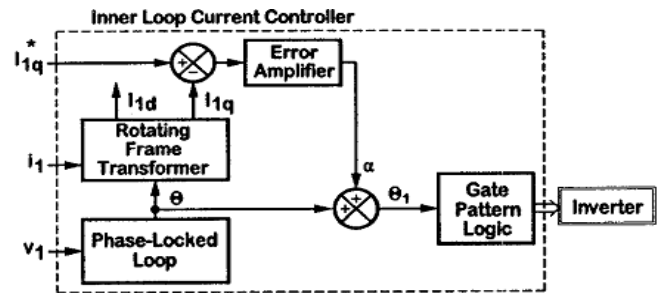 Inner Loop Current Controller
I*1q
+
−
Error
Amplifier
I1d
I1q
Rotating
Frame
Transformer
i1
α
Θ
+
+
Θ1
Gate
Pattern
Logic
Inverter
v1
Phase-Locked
Loop